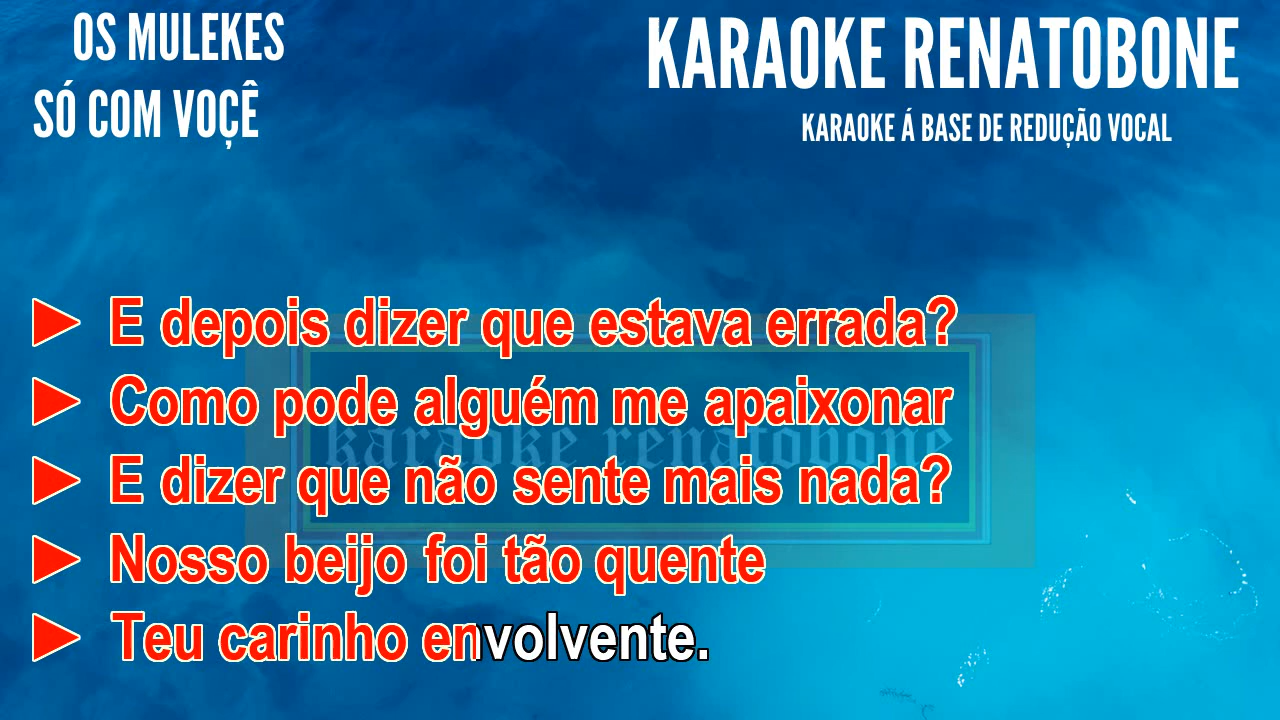 OS MULEKES
SÓ COM VOÇÊ
KARAOKE RENATOBONE
KARAOKE Á BASE DE REDUÇÃO VOCAL
E depois dizer que estava errada?
Como pode alguém me apaixonar
karaoke renatobone
E dizer que não sente mais nada?
Nosso beijo foi tão quente
Teu carinho envolvente.